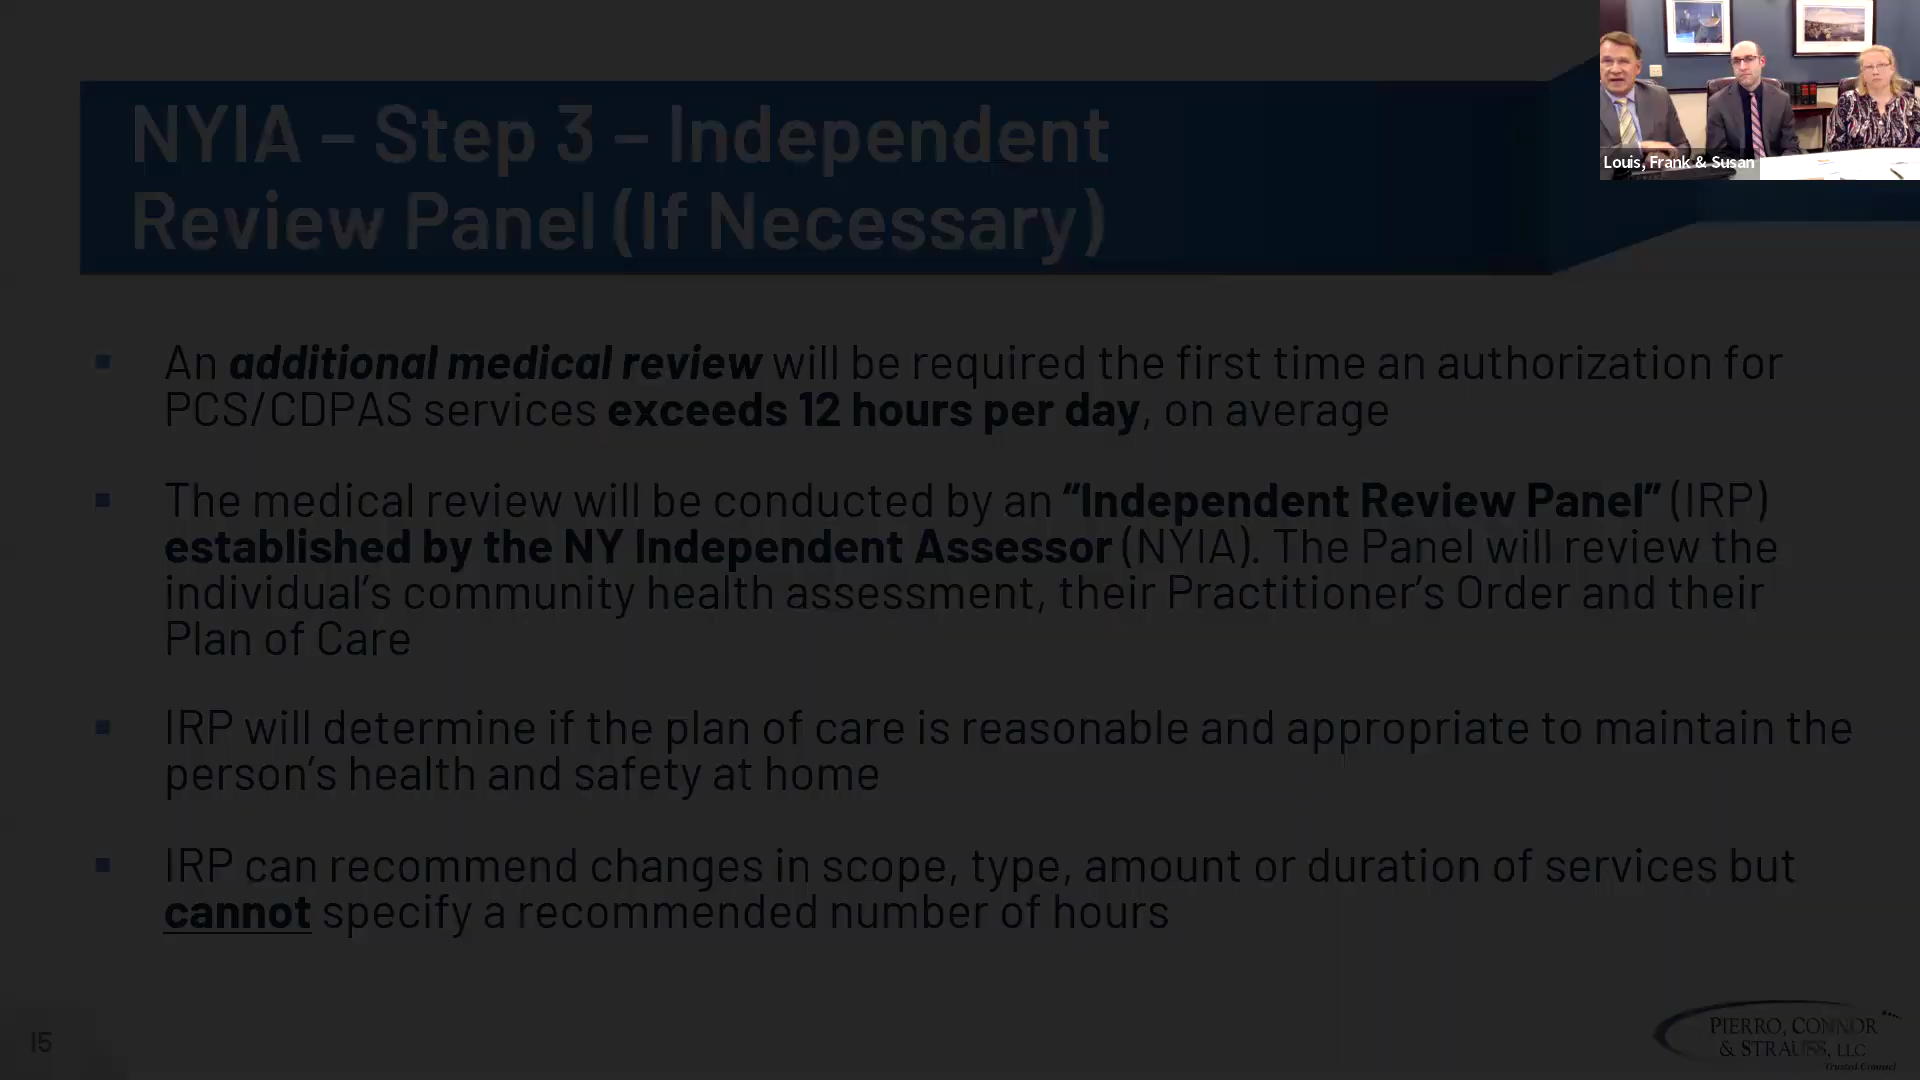 Louis, Frank & Susan
NYIA – Step 3 – Independent
Review Panel (If Necessary)
▪ An additional medical review will be required the first time an authorization for
PCS/CDPAS services exceeds 12 hours per day, on average
▪ The medical review will be conducted by an “Independent Review Panel” (IRP)
established by the NY Independent Assessor (NYIA). The Panel will review the
individual’s community health assessment, their Practitioner’s Order and their
Plan of Care
▪ IRP will determine if the plan of care is reasonable and appropriate to maintain the
person’s health and safety at home
▪ IRP can recommend changes in scope, type, amount or duration of services but
cannot specify a recommended number of hours
15
PIERRO, CONNOR
& STRAUSS, LLC
Trusted Counsel